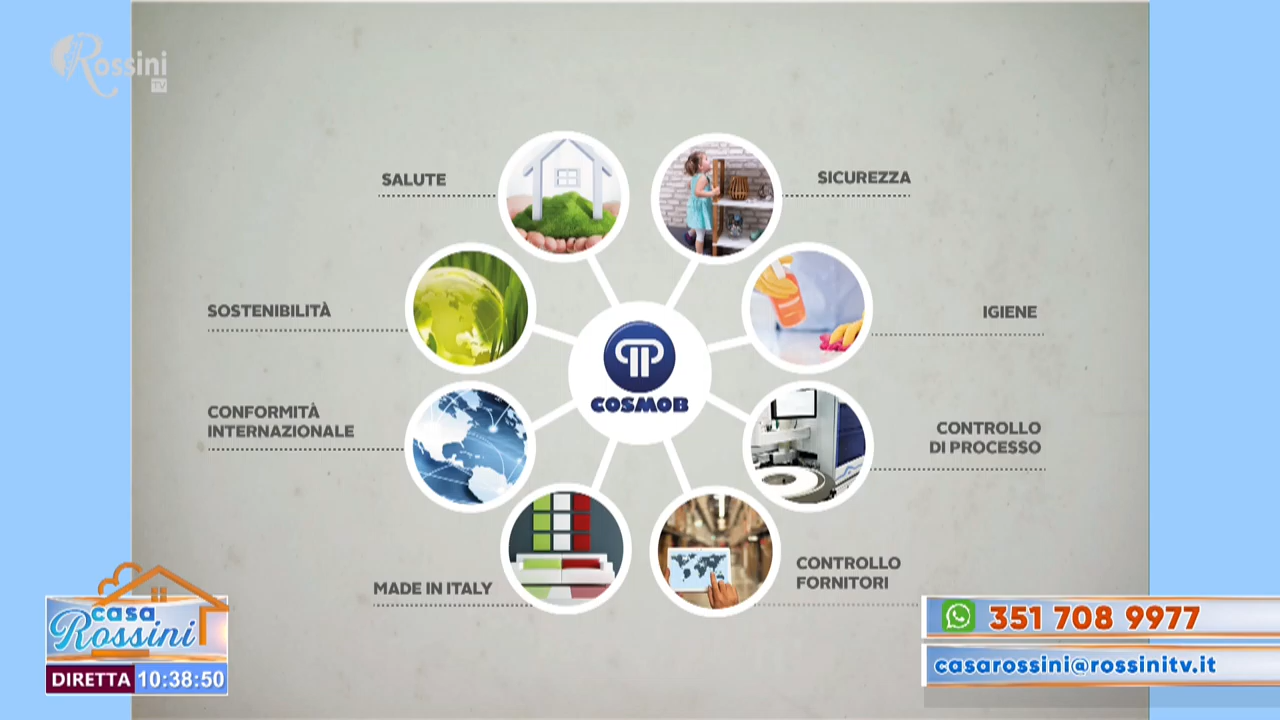 Rossini
TV
SALUTE
SICUREZZA
SOSTENIBILITÀ
IGIENE
COSMOB
CONFORMITÀ
INTERNAZIONALE
CONTROLLO
DI PROCESSO
MADE IN ITALY
CONTROLLO
FORNITORI
casa
Rossini
DIRETTA 10:38:50
351 708 9977
casarossini@rossinitv.it